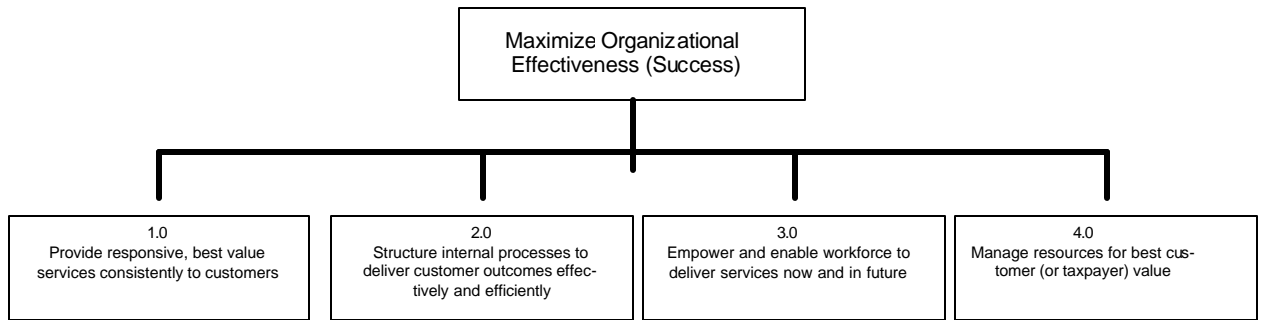 Maximize Organizational
Effectiveness (Success)
1.0
Provide responsive, best value
services consistently to customers
2.0
Structure internal processes to
deliver customer outcomes effec-
tively and efficiently
3.0
Empower and enable workforce to
deliver services now and in future
4.0
Manage resources for best cus-
tomer (or taxpayer) value